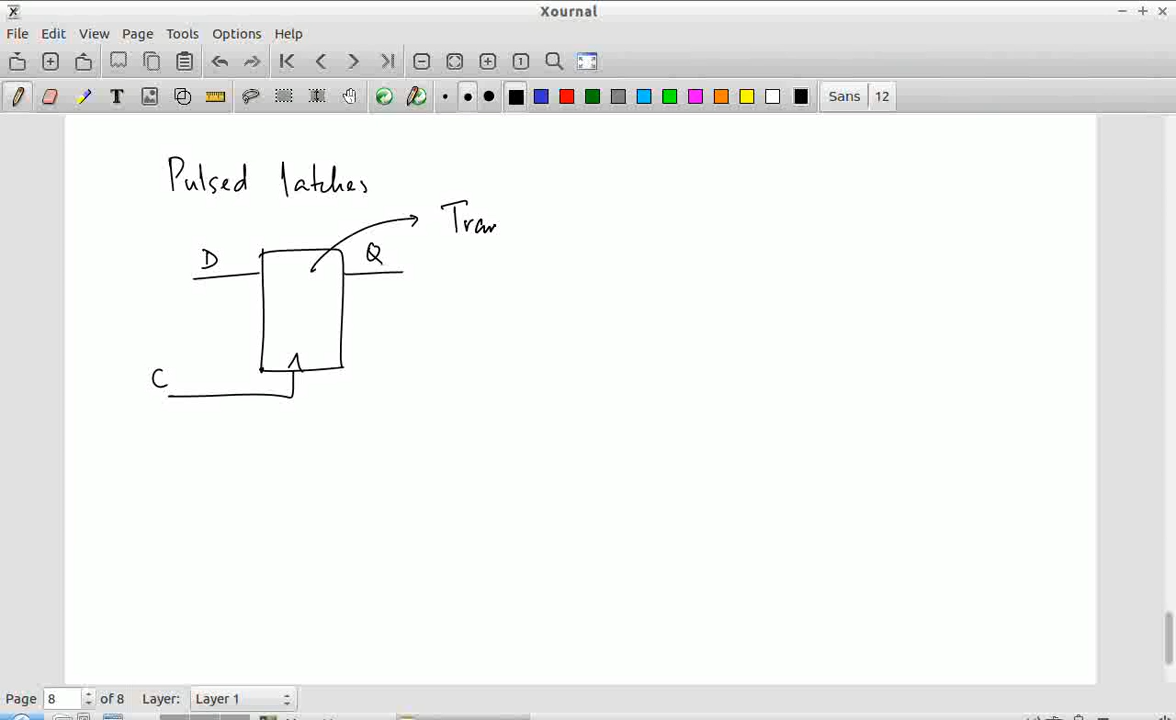 Xournal
File Edit View Page Tools Options Help
Sans 12
Pulsed latches
Tran
D
Q
C
Page 8 of 8 Layer: Layer 1